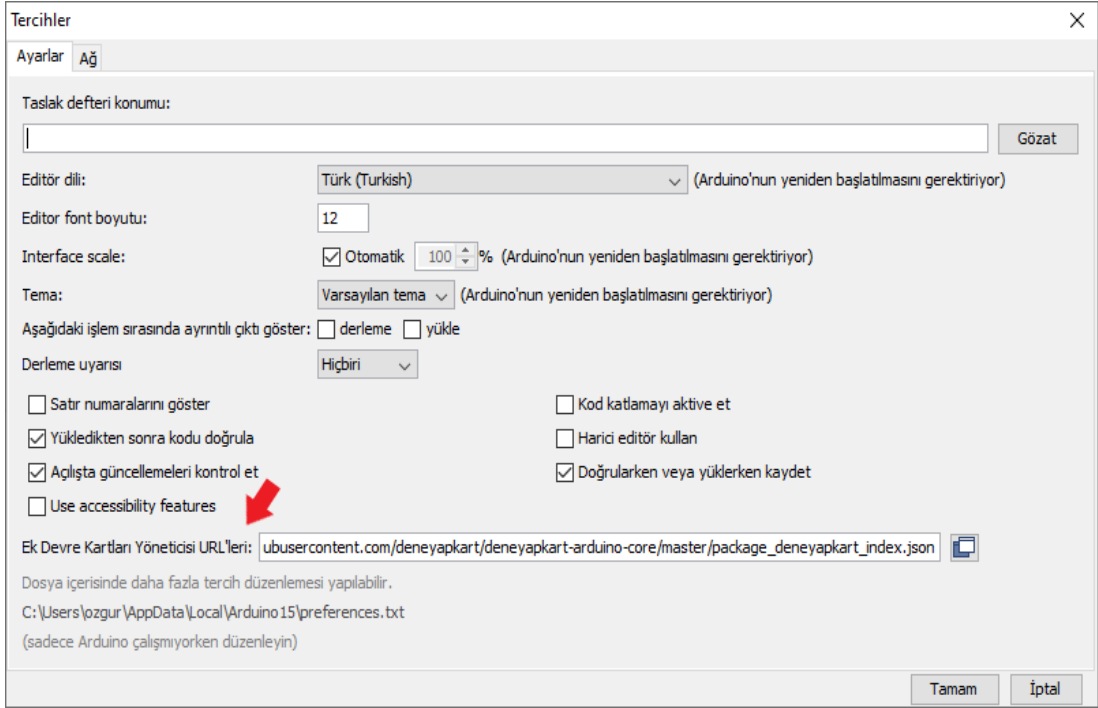 Tercihler
Ayarlar Ağ
Taslak defteri konumu:
Gözat
Editör dili: Türk (Turkish) (Arduino'nun yeniden başlatılmasını gerektiriyor)
Editor font boyutu: 12
Interface scale: Otomatik 100 % (Arduino'nun yeniden başlatılmasını gerektiriyor)
Tema: Varsayılan tema (Arduino'nun yeniden başlatılmasını gerektiriyor)
Aşağıdaki işlem sırasında ayrıntılı çıktı göster: derleme yükle
Derleme uyarısı Hiçbiri
Satır numaralarını göster Kod katlamayı aktive et
Yükledikten sonra kodu doğrula Harici editör kullan
Açılışta güncellemeleri kontrol et Doğrularken veya yüklerken kaydet
Use accessibility features
Ek Devre Kartları Yöneticisi URL'leri: ubusercontent.com/deneyapkart/deneyapkart-arduino-core/master/package_deneyapkart_index.json
Dosya içerisinde daha fazla tercih düzenlemesi yapılabilir.
C:\Users\ozgur\AppData\Local\Arduino15\preferences.txt
(sadece Arduino çalışmıyorken düzenleyin)
Tamam İptal